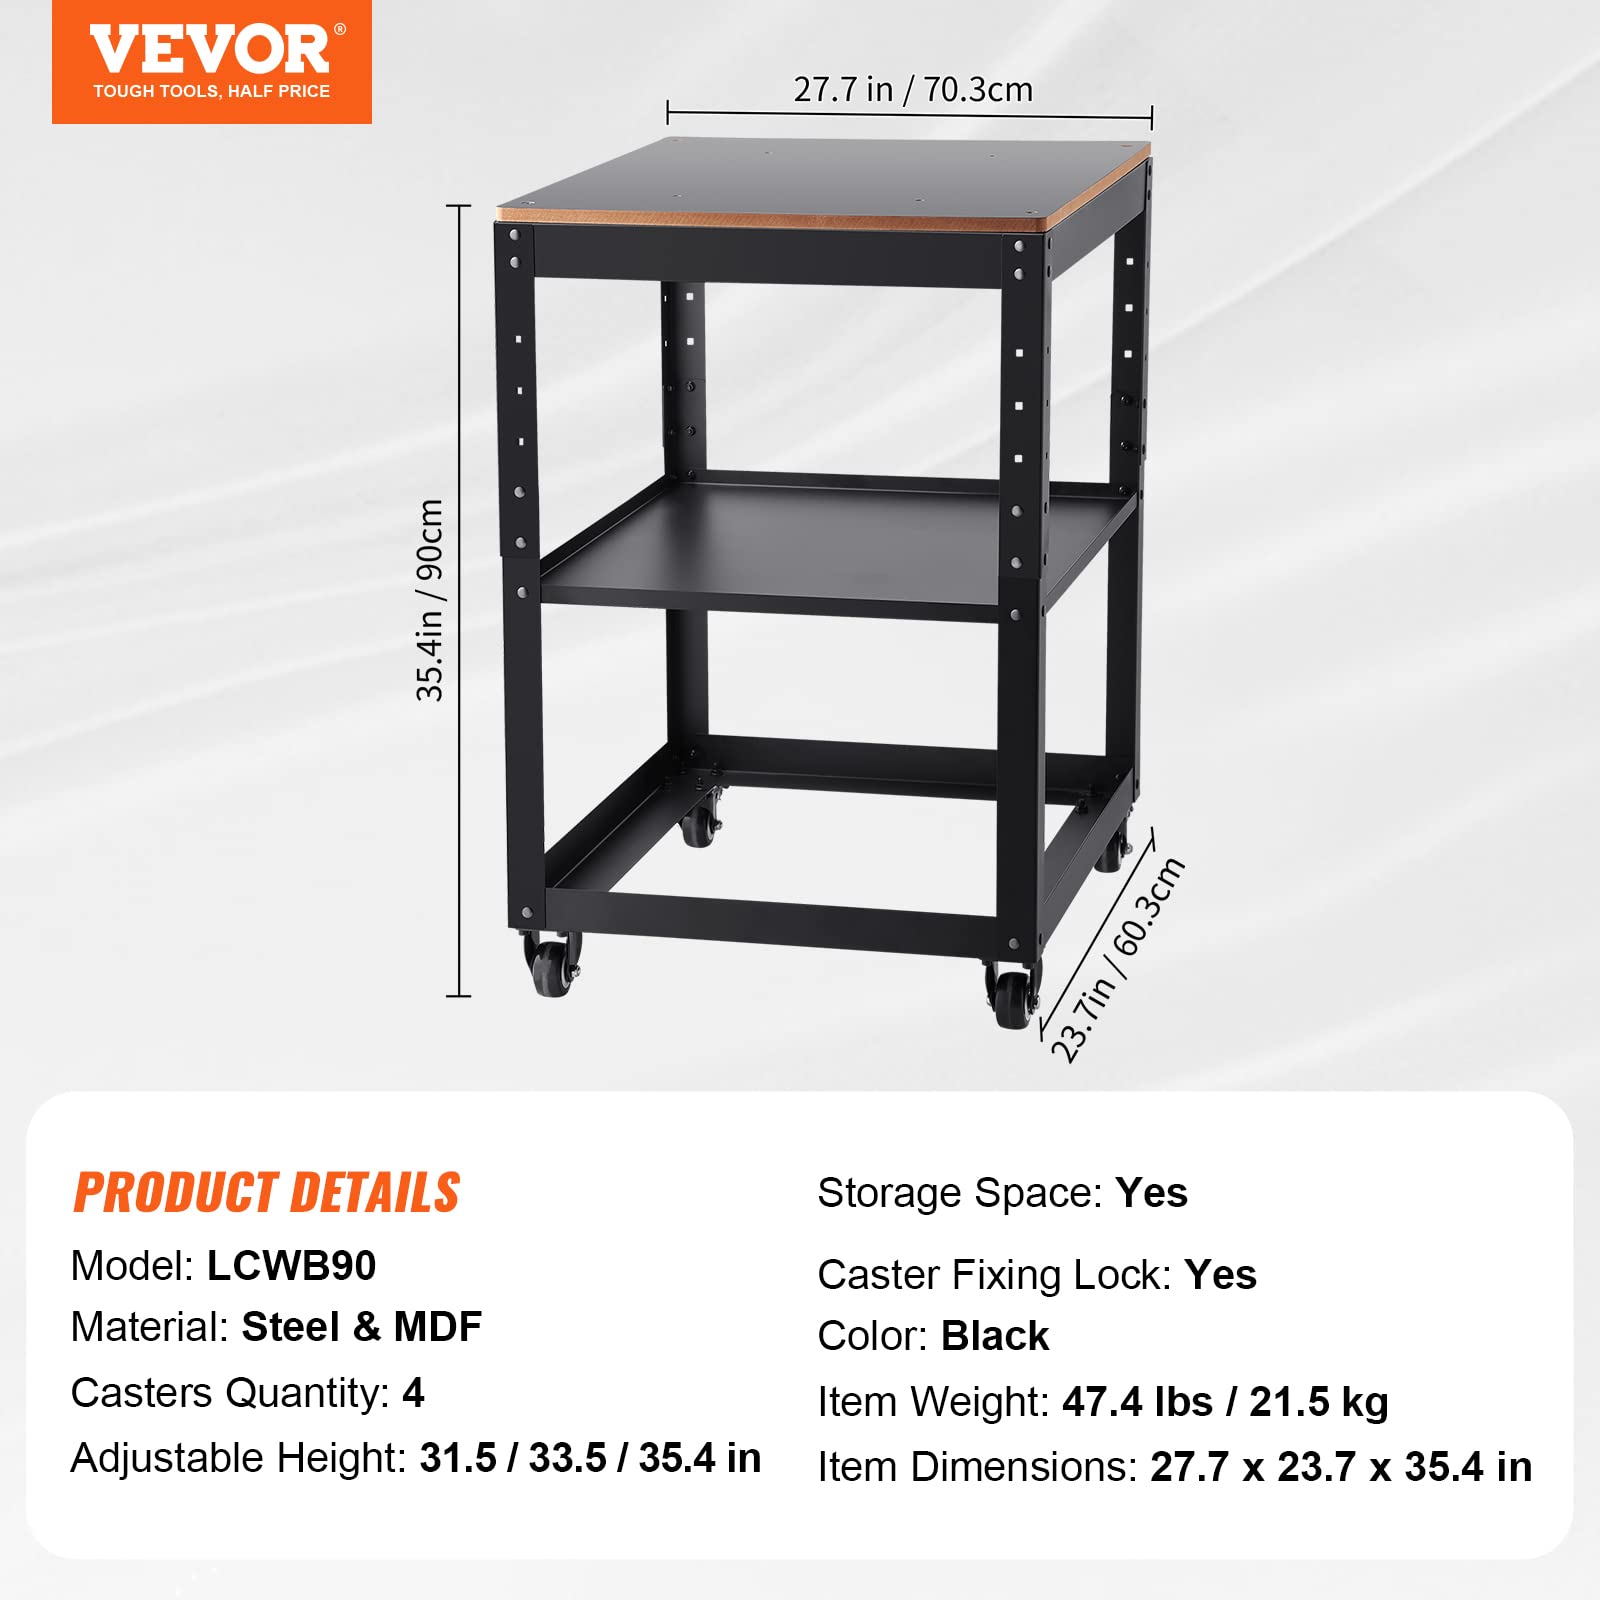 VEVOR®
TOUGH TOOLS, HALF PRICE
27.7 in / 70.3cm
35.4in / 90cm
23.7in / 60.3cm
PRODUCT DETAILS
Model: LCWB90
Material: Steel & MDF
Casters Quantity: 4
Adjustable Height: 31.5 / 33.5 / 35.4 in
Storage Space: Yes
Caster Fixing Lock: Yes
Color: Black
Item Weight: 47.4 lbs / 21.5 kg
Item Dimensions: 27.7 x 23.7 x 35.4 in